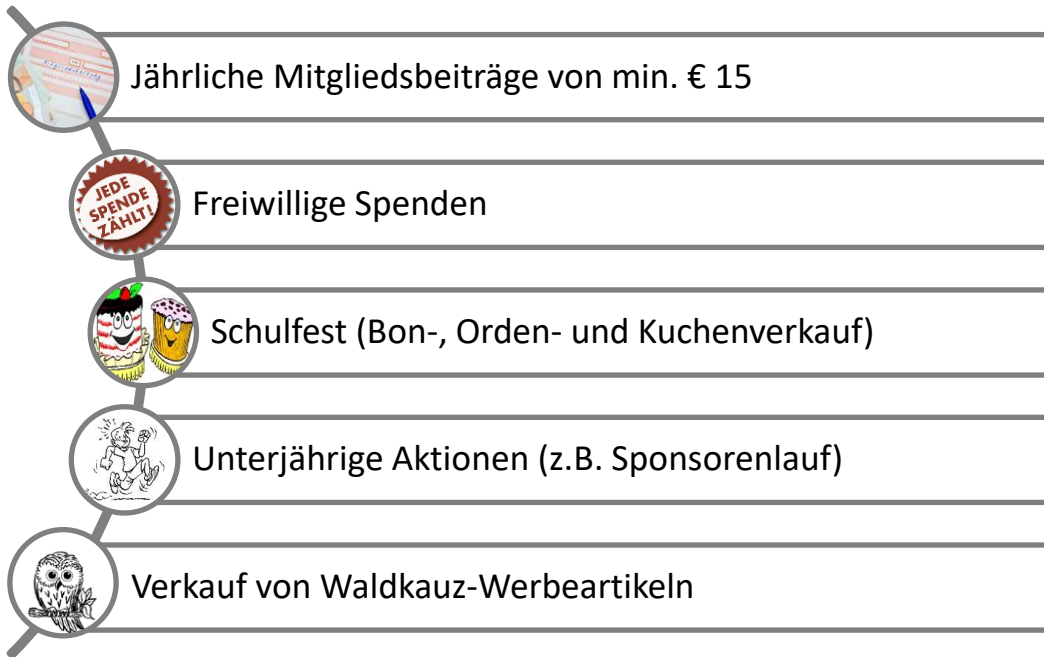 Mitgliedsbeitrag
Jährliche Mitgliedsbeiträge von min. € 15
JEDE
SPENDE
ZÄHLT!
Freiwillige Spenden
Schulfest (Bon-, Orden- und Kuchenverkauf)
Unterjährige Aktionen (z.B. Sponsorenlauf)
Verkauf von Waldkauz-Werbeartikeln